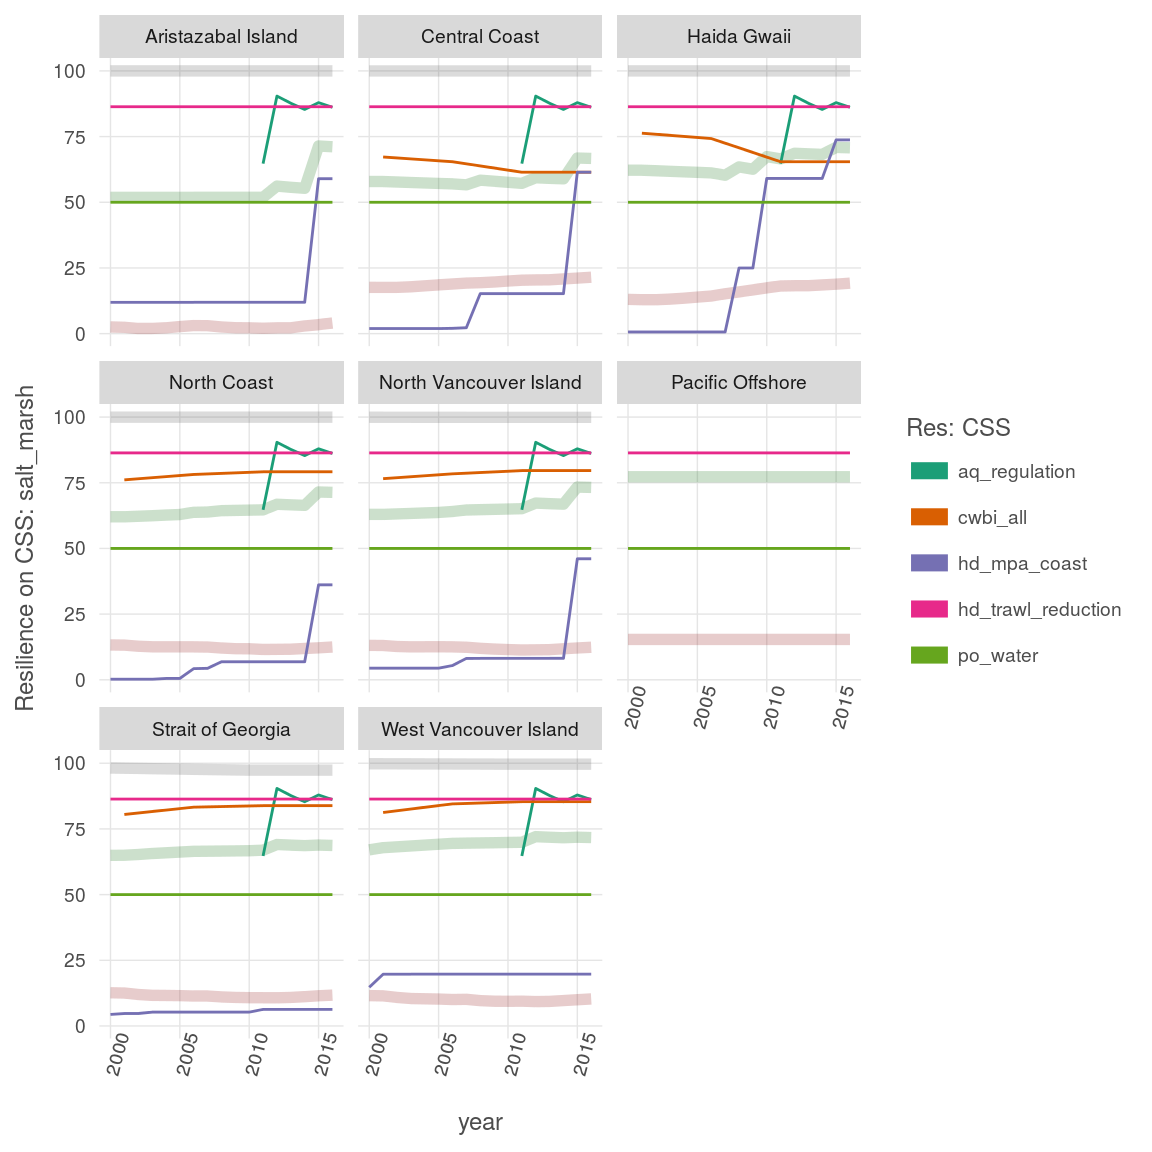 Aristazabal Island
Central Coast
Haida Gwaii
100
75
50
25
0
North Coast
North Vancouver Island
Pacific Offshore
100
75
50
25
0
2000
2005
2010
2015
Strait of Georgia
West Vancouver Island
100
75
50
25
0
2000
2005
2010
2015
2000
2005
2010
2015
year
Resilience on CSS: salt_marsh
Res: CSS
aq_regulation
cwbi_all
hd_mpa_coast
hd_trawl_reduction
po_water